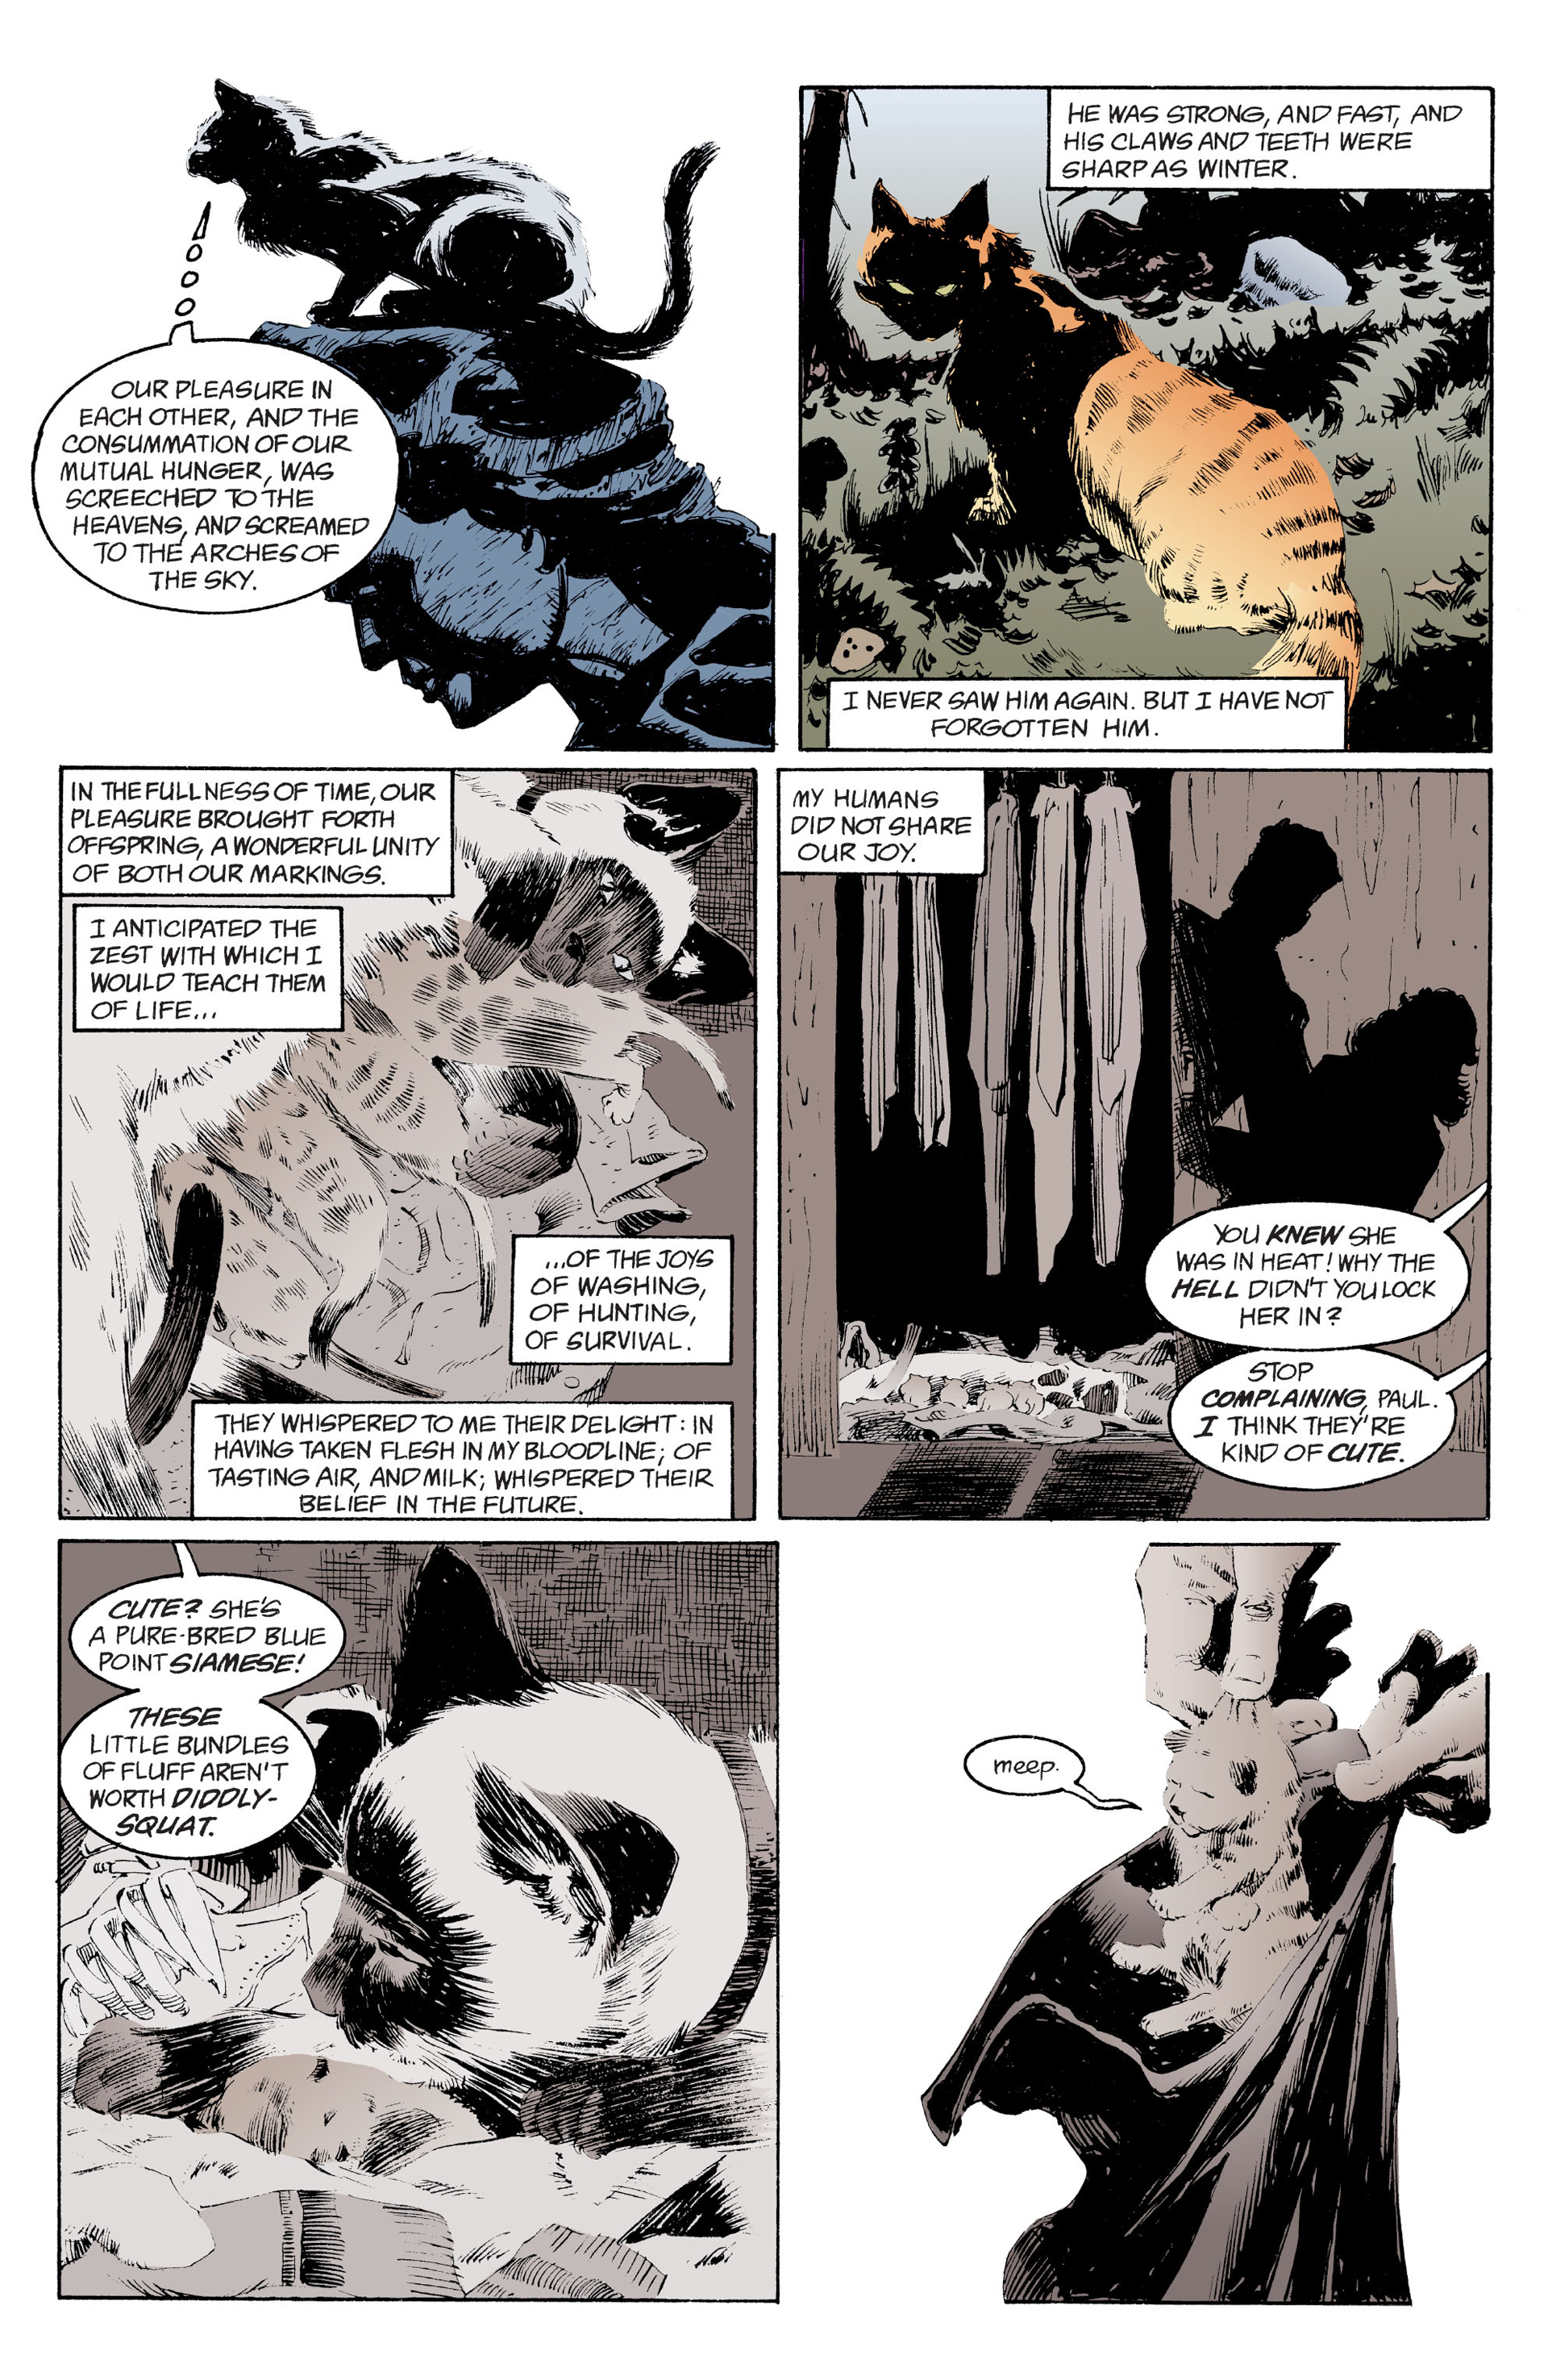 OUR PLEASURE IN
EACH OTHER, AND THE
CONSUMMATION OF OUR
MUTUAL HUNGER, WAS
SCREECHED TO THE
HEAVENS, AND SCREAMED
TO THE ARCHES OF
THE SKY.
HE WAS STRONG, AND FAST, AND
HIS CLAWS AND TEETH WERE
SHARP AS WINTER.
I NEVER SAW HIM AGAIN. BUT I HAVE NOT
FORGOTTEN HIM.
IN THE FULLNESS OF TIME, OUR
PLEASURE BROUGHT FORTH
OFFSPRING, A WONDERFUL UNITY
OF BOTH OUR MARKINGS.
I ANTICIPATED THE
ZEST WITH WHICH I
WOULD TEACH THEM
OF LIFE...
...OF THE JOYS
OF WASHING,
OF HUNTING,
OF SURVIVAL.
THEY WHISPERED TO ME THEIR DELIGHT: IN
HAVING TAKEN FLESH IN MY BLOODLINE; OF
TASTING AIR, AND MILK; WHISPERED THEIR
BELIEF IN THE FUTURE.
MY HUMANS
DID NOT SHARE
OUR JOY.
YOU KNEW SHE
WAS IN HEAT! WHY THE
HELL DIDN'T YOU LOCK
HER IN?
STOP
COMPLAINING, PAUL.
I THINK THEY'RE
KIND OF CUTE.
CUTE? SHE'S
A PURE-BRED BLUE
POINT SIAMESE!
THESE
LITTLE BUNDLES
OF FLUFF AREN'T
WORTH DIDDLY-
SQUAT.
meep.